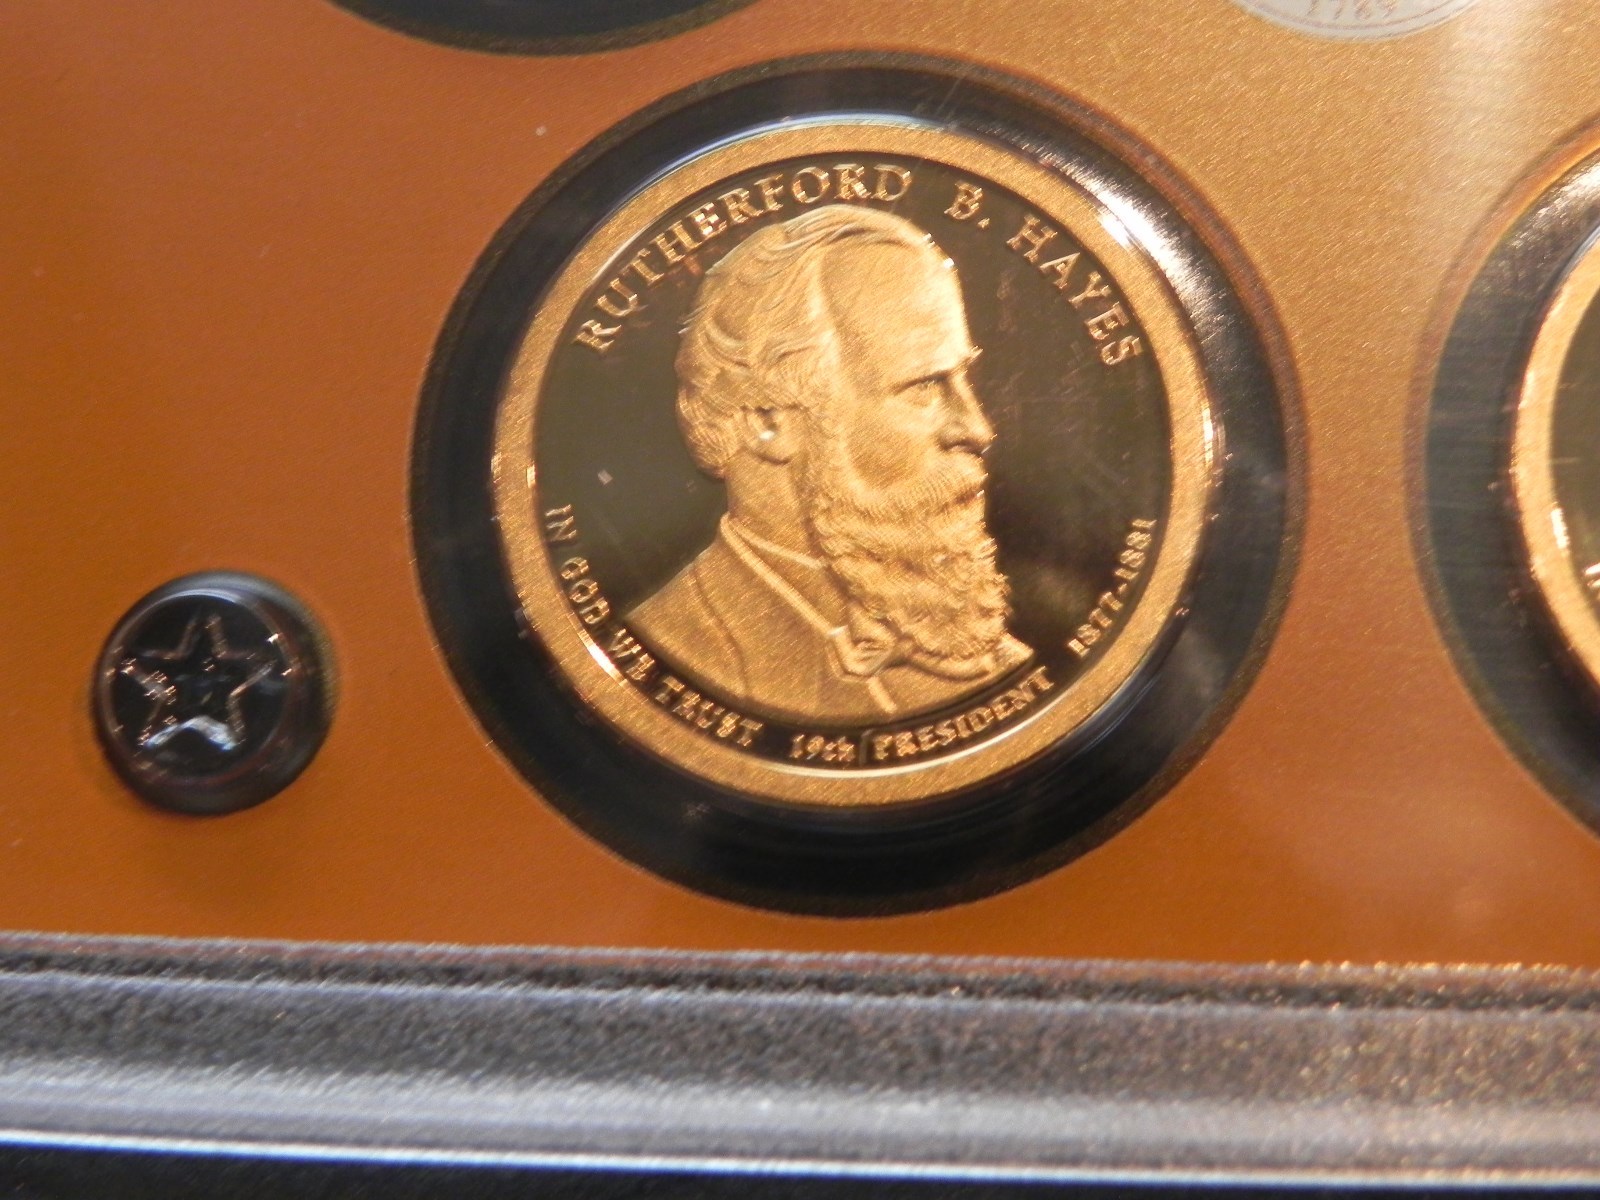 RUTHERFORD B. HAYES
IN GOD WE TRUST
19th PRESIDENT
1877-1881